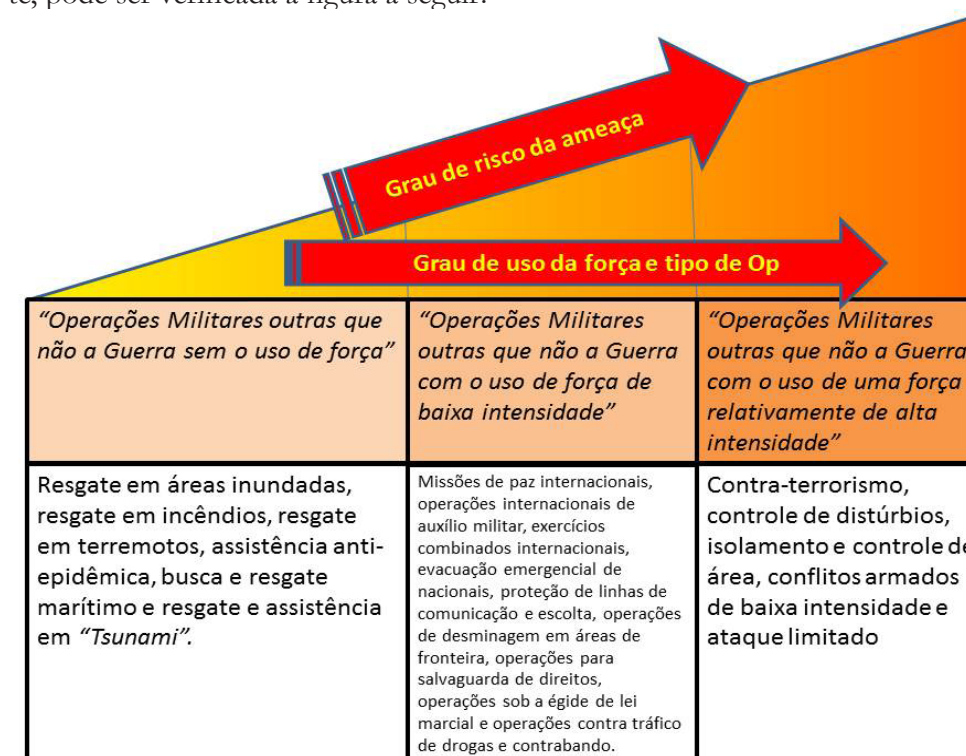 te, pode ser verificada a figura a seguir:
Grau de risco da ameaça
Grau de uso da força e tipo de Op
“Operações Militares outras que
não a Guerra sem o uso de força”
“Operações Militares
outras que não a Guerra
com o uso de força de
baixa intensidade”
“Operações Militares
outras que não a Guerra
com o uso de uma força
relativamente de alta
intensidade”
Resgate em áreas inundadas,
resgate em incêndios, resgate
em terremotos, assistência anti-
epidêmica, busca e resgate
marítimo e resgate e assistência
em “Tsunami”.
Missões de paz internacionais,
operações internacionais de
auxílio militar, exercícios
combinados internacionais,
evacuação emergencial de
nacionais, proteção de linhas de
comunicação e escolta, operações
de desminagem em áreas de
fronteira, operações para
salvaguarda de direitos,
operações sob a égide de lei
marcial e operações contra tráfico
de drogas e contrabando.
Contra-terrorismo,
controle de distúrbios,
isolamento e controle de
área, conflitos armados
de baixa intensidade e
ataque limitado